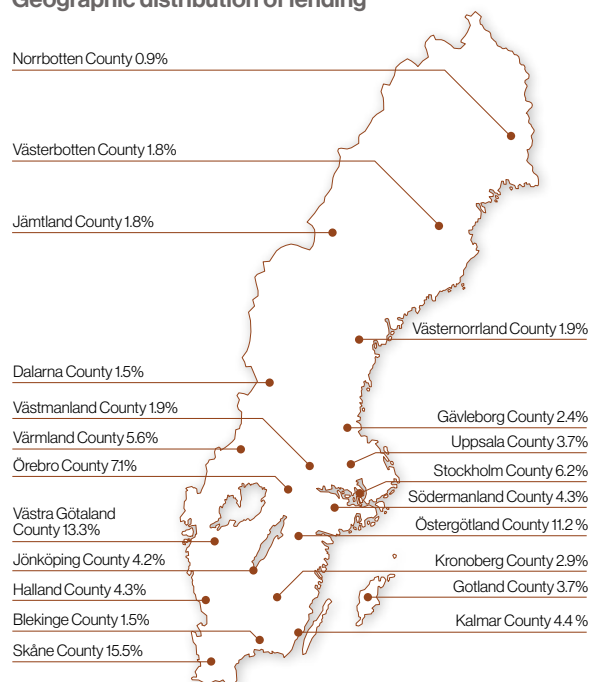 Geographic distribution of lending
Norrbotten County 0.9%
Västerbotten County 1.8%
Jämtland County 1.8%
Västernorrland County 1.9%
Dalarna County 1.5%
Västmanland County 1.9%
Värmland County 5.6%
Örebro County 7.1%
Västra Götaland
County 13.3%
Jönköping County 4.2%
Halland County 4.3%
Blekinge County 1.5%
Skåne County 15.5%
Gävleborg County 2.4%
Uppsala County 3.7%
Stockholm County 6.2%
Södermanland County 4.3%
Östergötland County 11.2 %
Kronoberg County 2.9%
Gotland County 3.7%
Kalmar County 4.4 %